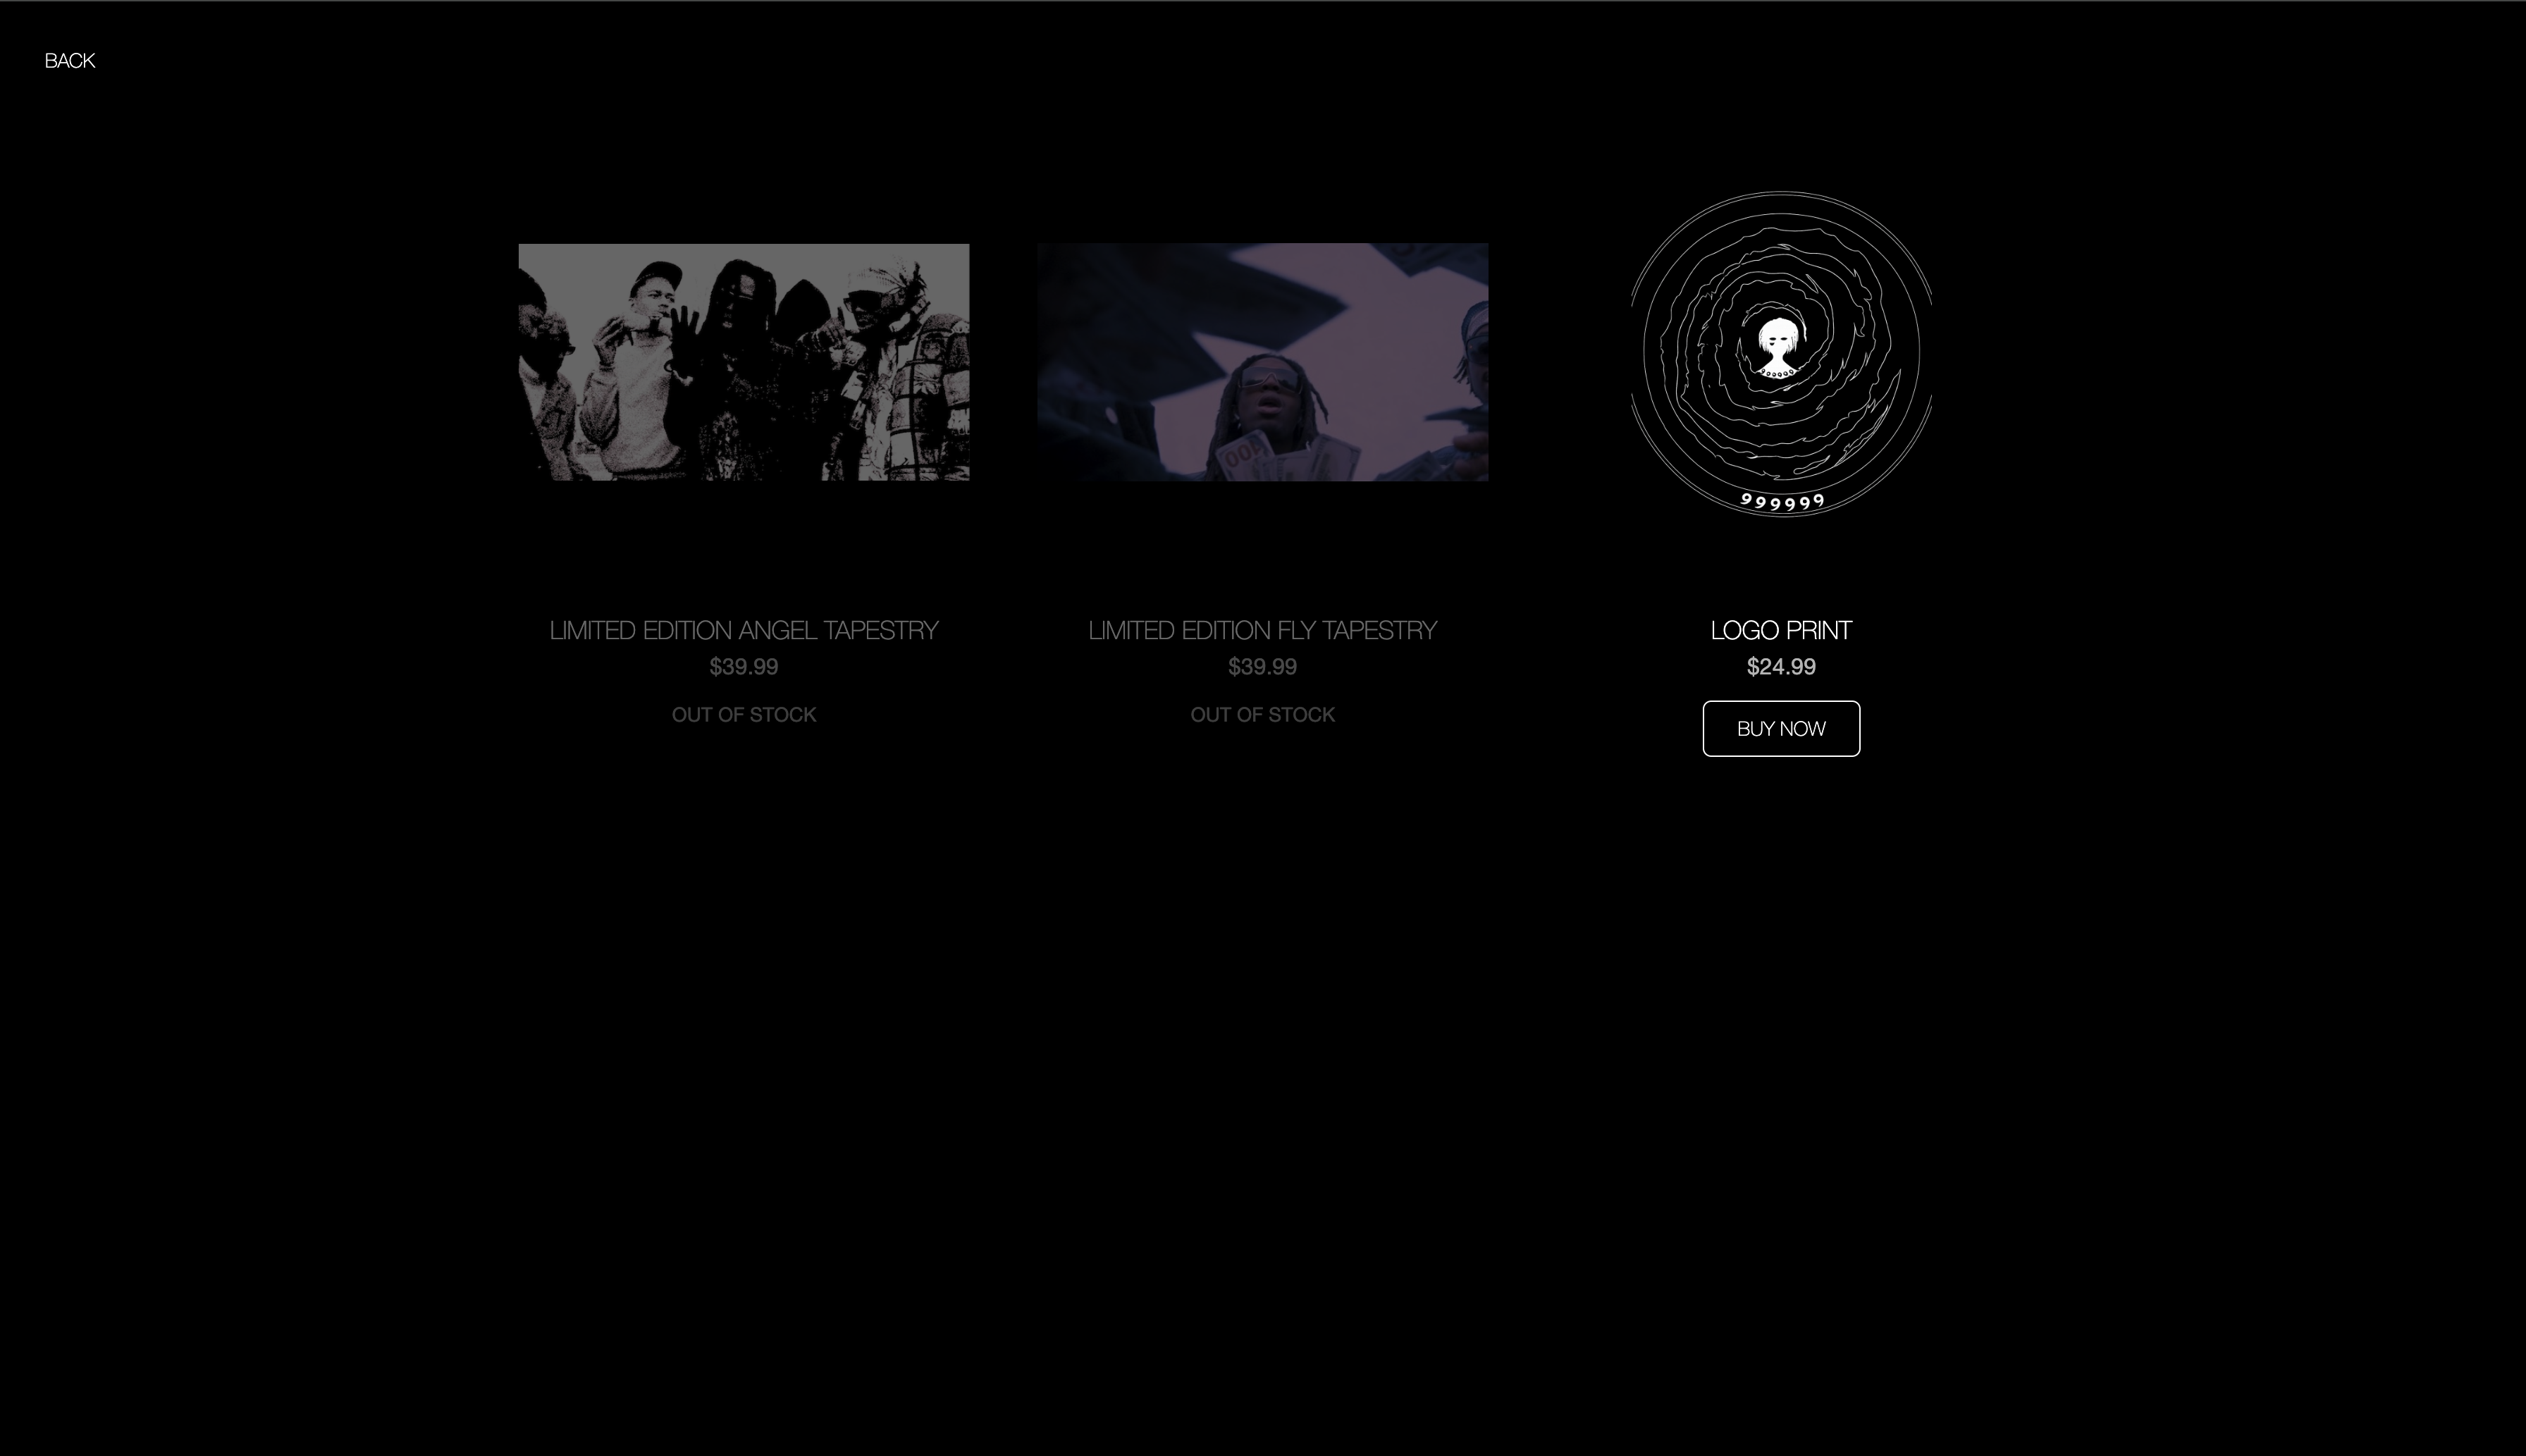 BACK
999999
LIMITED EDITION ANGEL TAPESTRY
$39.99
OUT OF STOCK
LIMITED EDITION FLY TAPESTRY
$39.99
OUT OF STOCK
LOGO PRINT
$24.99
BUY NOW